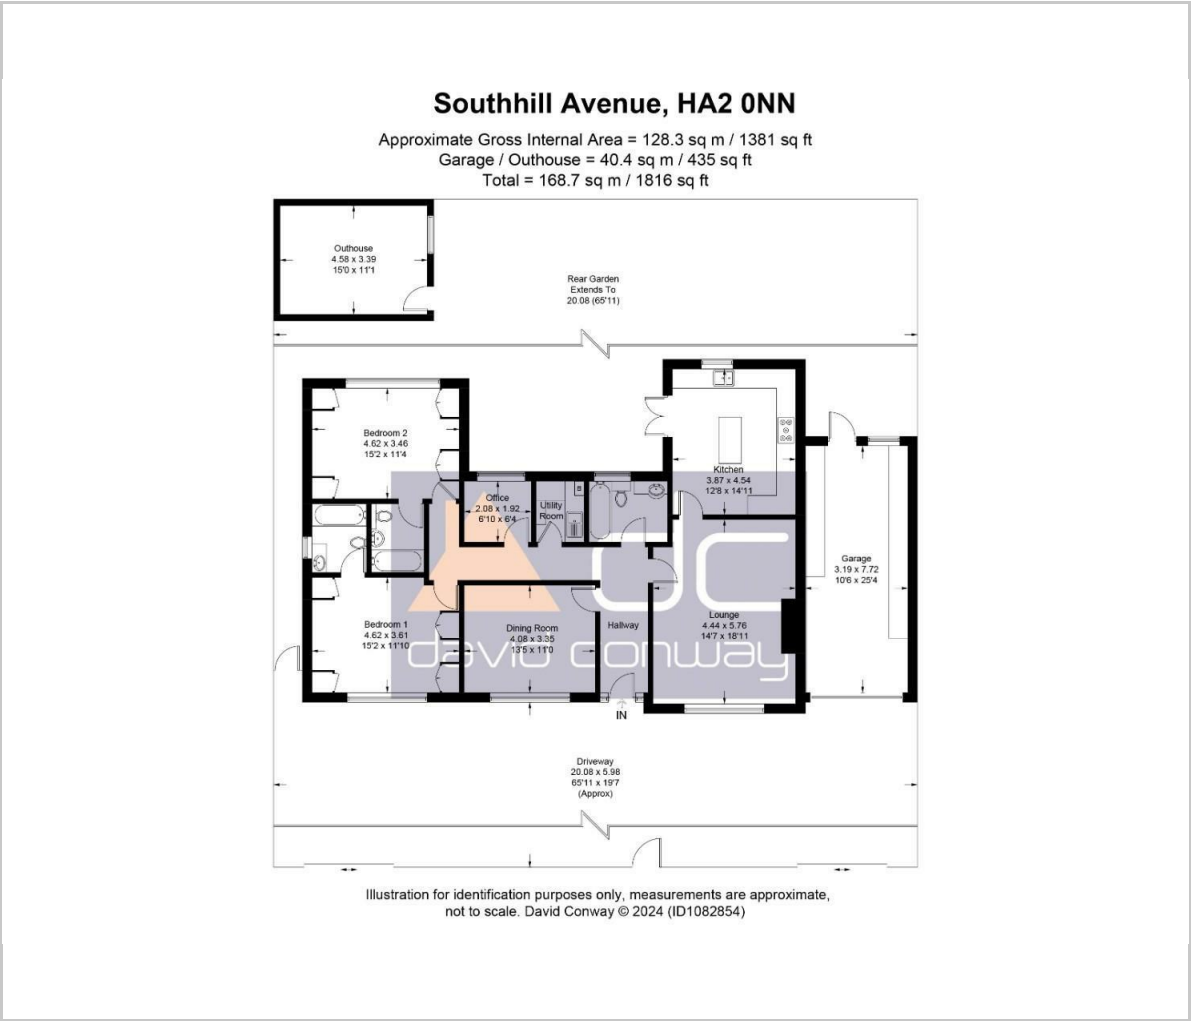 Southhill Avenue, HA2 0NN
Approximate Gross Internal Area = 128.3 sq m / 1381 sq ft
Garage / Outhouse = 40.4 sq m / 435 sq ft
Total = 168.7 sq m / 1816 sq ft
Outhouse
4.58 x 3.39
15'0 x 11'1
Rear Garden
Extends To
20.08 (65'11)
Bedroom 2
4.62 x 3.46
15'2 x 11'4
Kitchen
3.87 x 4.54
12'8 x 14'11
Office
2.08 x 1.92
6'10 x 6'4
Utility
Room
Garage
3.19 x 7.72
10'6 x 25'4
dc
david conway
Bedroom 1
4.62 x 3.61
15'2 x 11'10
Dining Room
4.08 x 3.35
13'5 x 11'0
Hallway
Lounge
4.44 x 5.76
14'7 x 18'11
IN
Driveway
20.08 x 5.98
65'11 x 19'7
(Approx)
Illustration for identification purposes only, measurements are approximate,
not to scale. David Conway © 2024 (ID1082854)